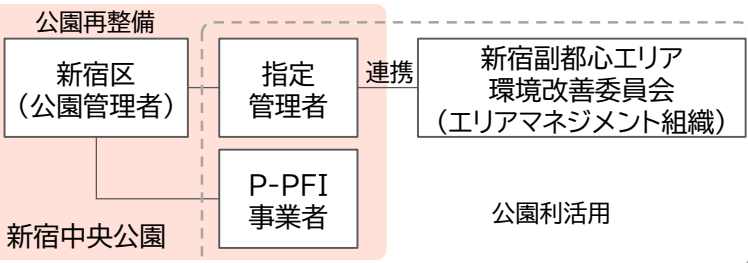 公園再整備
新宿区
（公園管理者）
指定
管理者
連携
新宿副都心エリア
環境改善委員会
（エリアマネジメント組織）
P-PFI
事業者
公園利活用
新宿中央公園